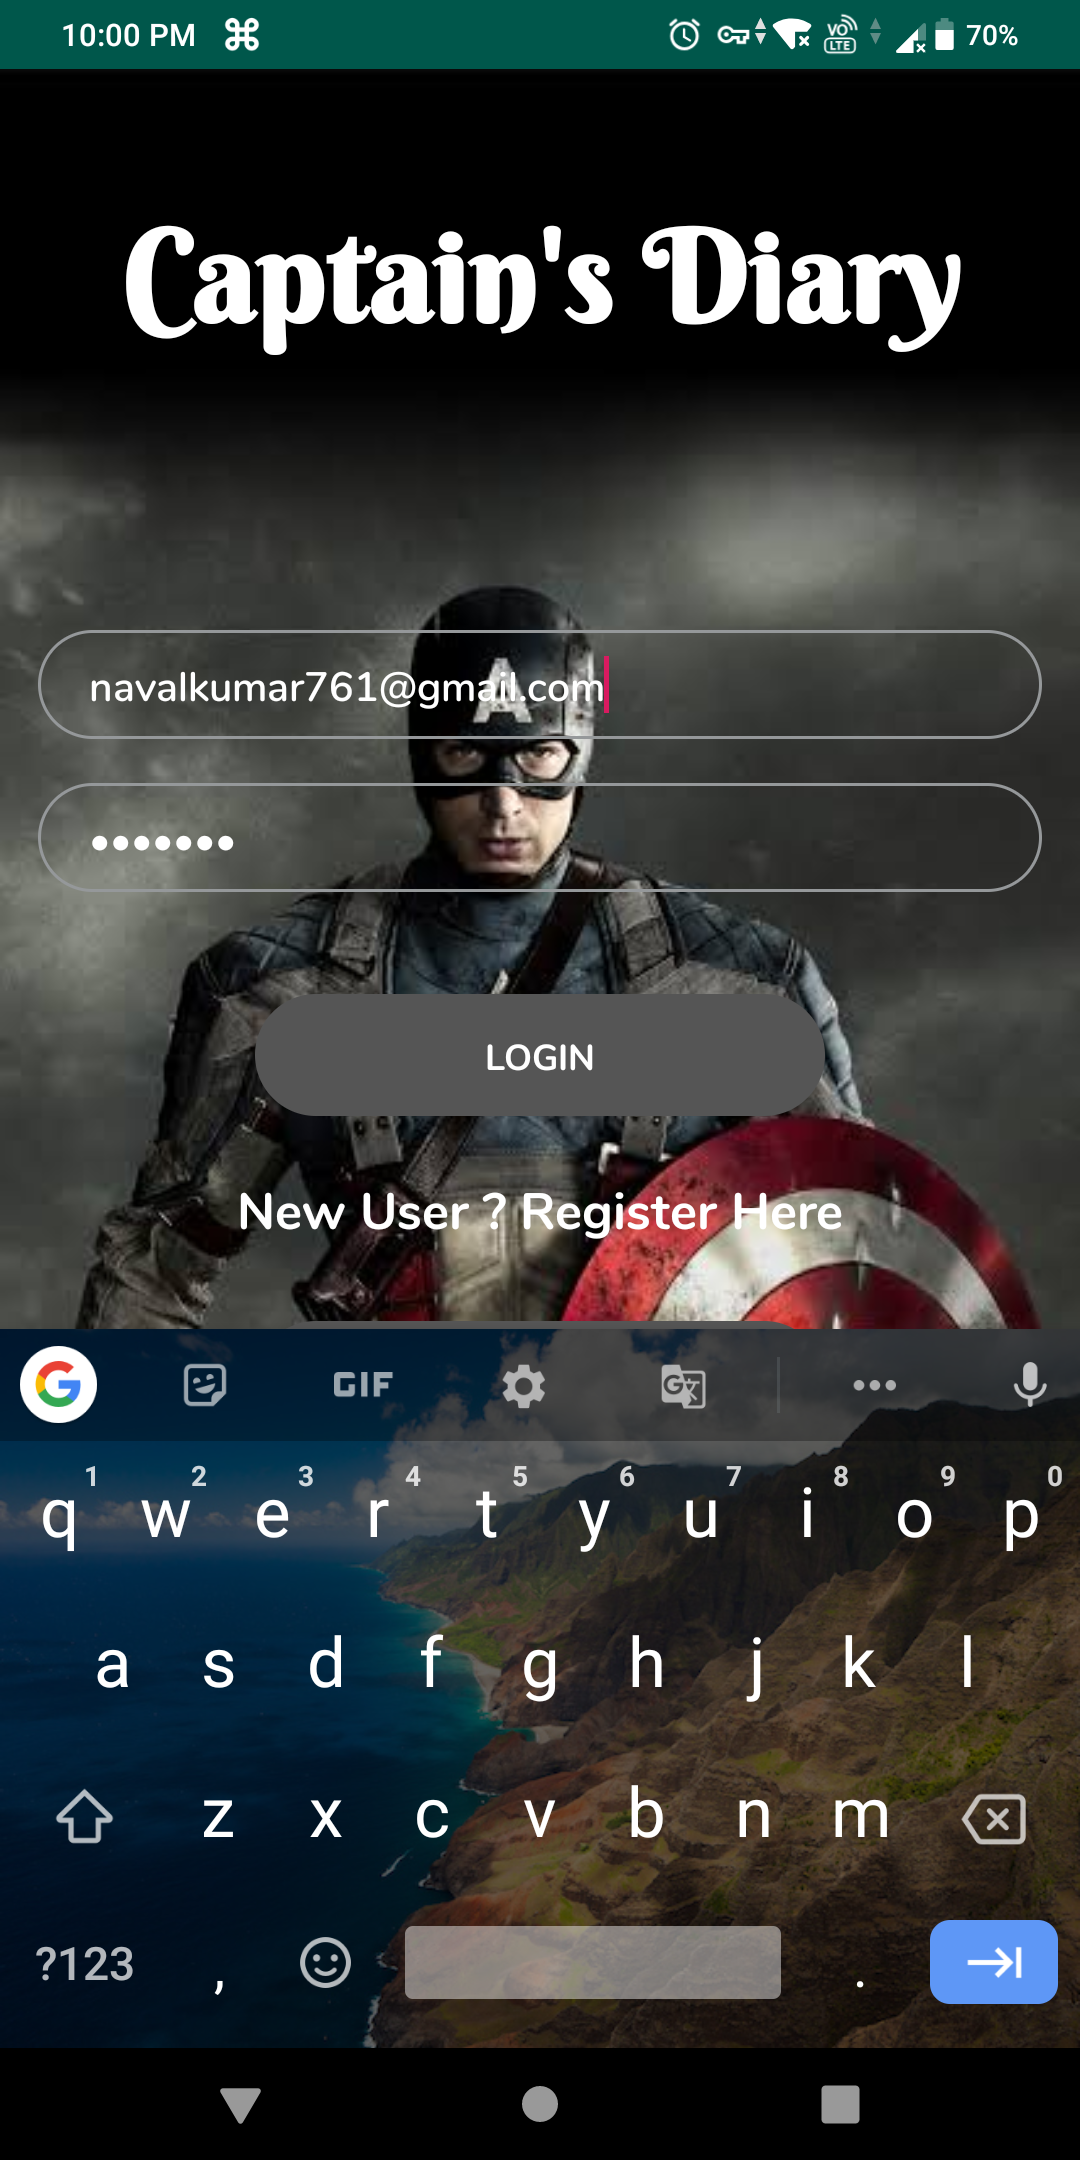 10:00 PM
VO LTE
70%
Captain's Diary
navalkumar761@gmail.com
•••••••
LOGIN
New User ? Register Here
G
GIF
G
1 2 3 4 5 6 7 8 9 0
q w e r t y u i o p
a s d f g h j k l
z x c v b n m
?123 , .